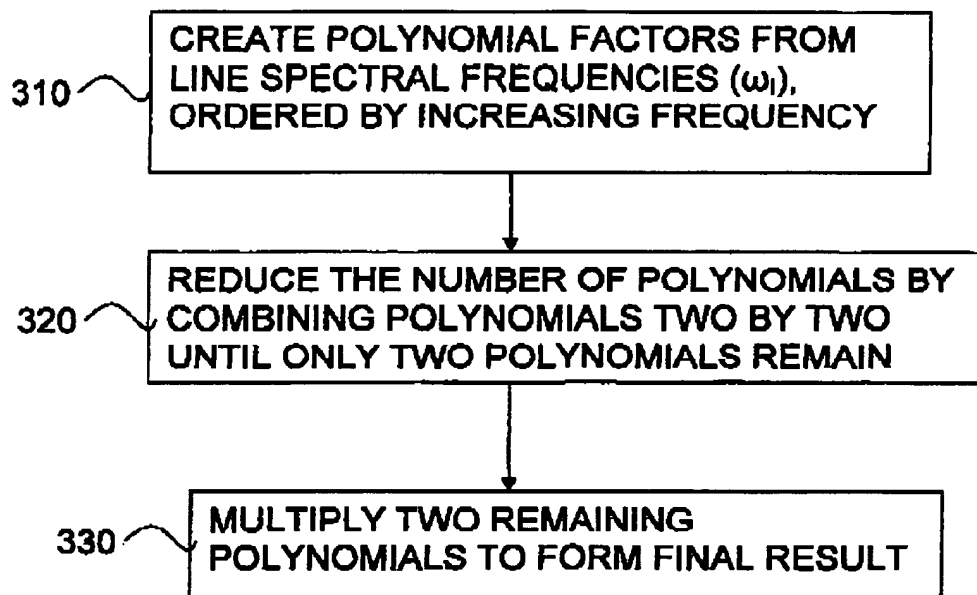 CREATE POLYNOMIAL FACTORS FROM
310 LINE SPECTRAL FREQUENCIES (ωI),
ORDERED BY INCREASING FREQUENCY
REDUCE THE NUMBER OF POLYNOMIALS BY
320 COMBINING POLYNOMIALS TWO BY TWO
UNTIL ONLY TWO POLYNOMIALS REMAIN
MULTIPLY TWO REMAINING
330 POLYNOMIALS TO FORM FINAL RESULT